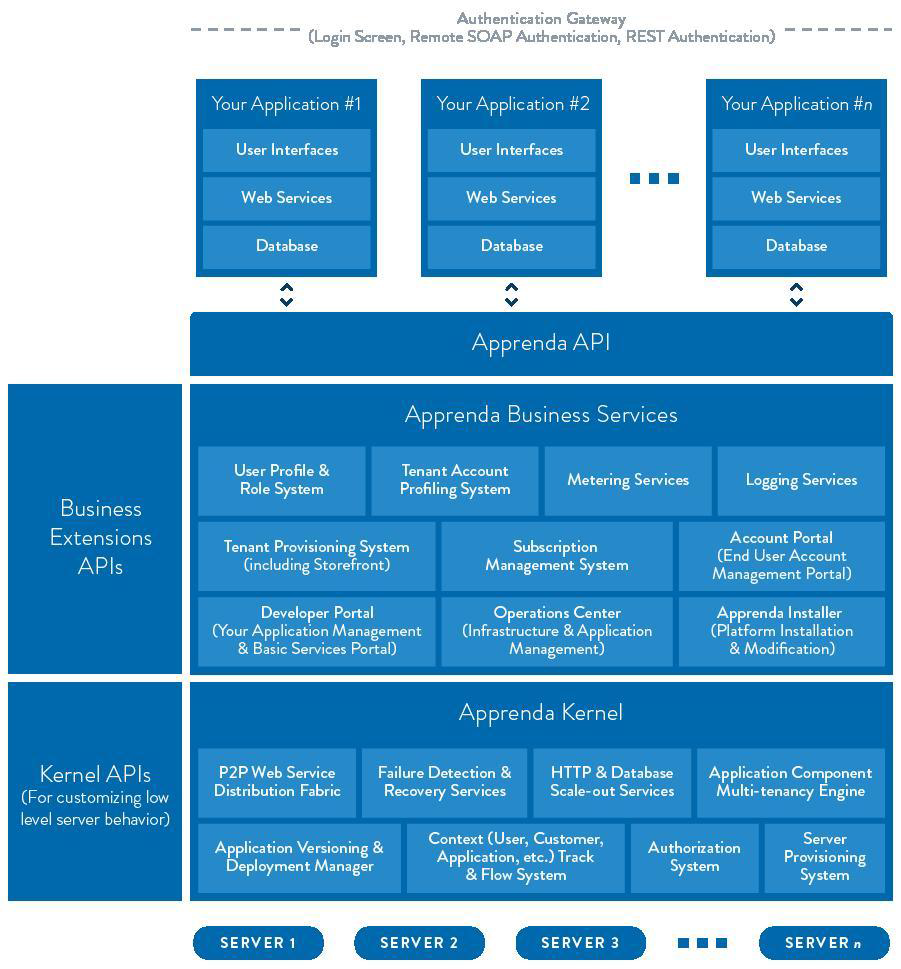 Authentication Gateway
(Login Screen, Remote SOAP Authentication, REST Authentication)
Your Application #1
User Interfaces
Web Services
Database
Your Application #2
User Interfaces
Web Services
Database
Your Application #n
User Interfaces
Web Services
Database
Apprenda API
Business
Extensions
APIs
Apprenda Business Services
User Profile &
Role System
Tenant Account
Profiling System
Metering Services
Logging Services
Tenant Provisioning System
(including Storefront)
Subscription
Management System
Account Portal
(End User Account
Management Portal)
Developer Portal
(Your Application Management
& Basic Services Portal)
Operations Center
(Infrastructure & Application
Management)
Apprenda Installer
(Platform Installation
& Modification)
Kernel APIs
(For customizing low
level server behavior)
Apprenda Kernel
P2P Web Service
Distribution Fabric
Failure Detection &
Recovery Services
HTTP & Database
Scale-out Services
Application Component
Multi-tenancy Engine
Application Versioning &
Deployment Manager
Context (User, Customer,
Application, etc.) Track
& Flow System
Authorization
System
Server
Provisioning
System
SERVER 1
SERVER 2
SERVER 3
SERVER n